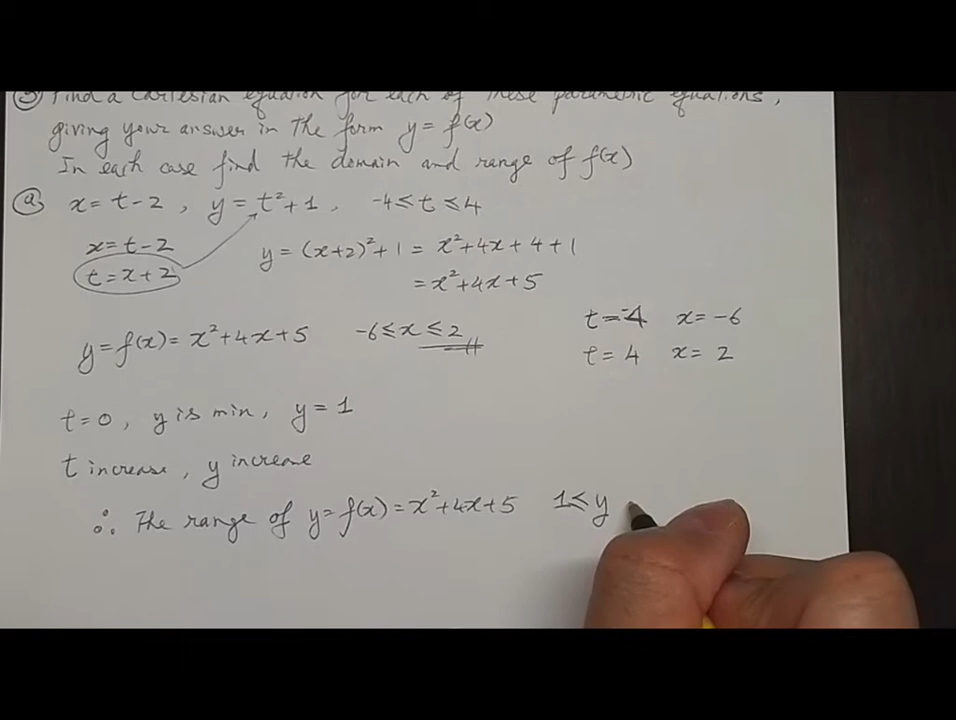 ③ Find a Cartesian equation for each of these parametric equations,
giving your answer in the form y = f(x)
In each case find the domain and range of f(x)
ⓐ x = t-2 , y = t²+1 , -4 ≤ t ≤ 4
x = t-2
t = x+2
y = (x+2)²+1 = x²+4x+4+1
= x²+4x+5
y = f(x) = x²+4x+5 -6 ≤ x ≤ 2
t = -4 x = -6
t = 4 x = 2
t = 0 , y is min , y = 1
t increase , y increase
∴ The range of y = f(x) = x²+4x+5 1 ≤ y